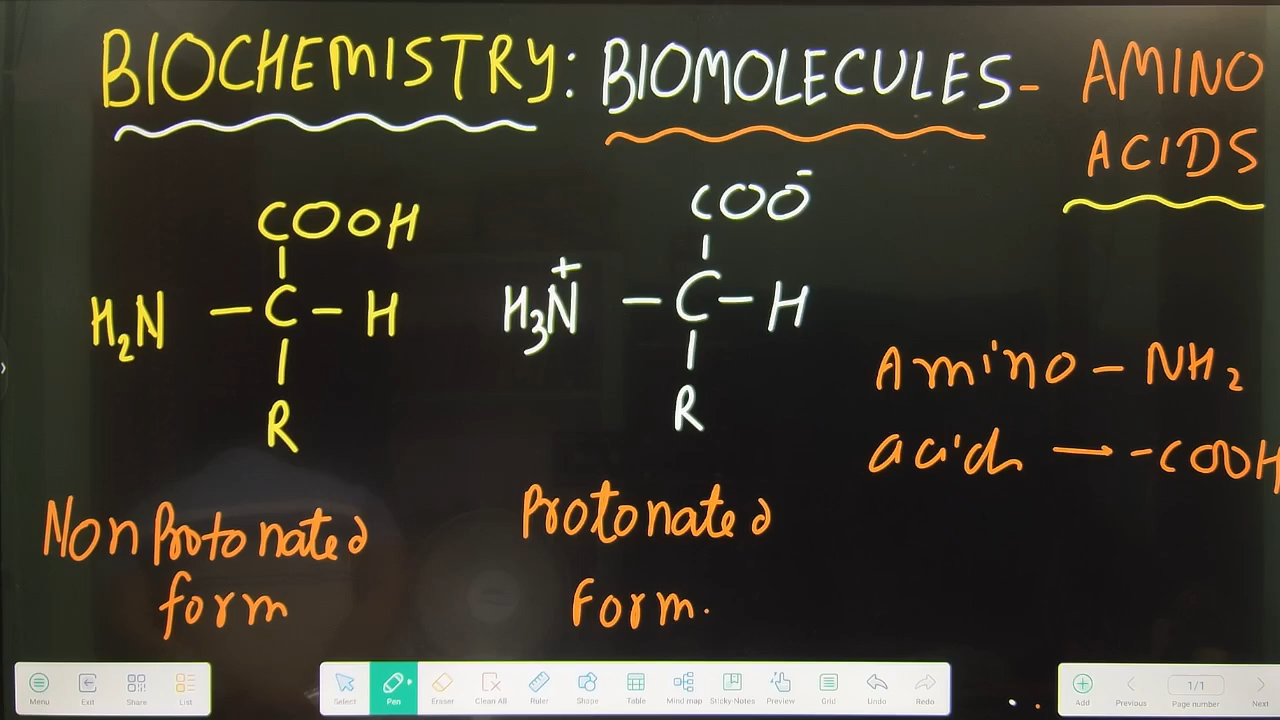 BIOCHEMISTRY: BIOMOLECULES- AMINO
ACIDS
COOH
H₂N - C - H
R
Non Protonated
form
COO⁻
H₃N⁺ - C - H
R
Protonated
Form.
Amino - NH₂
acid → -COOH
Menu Exit Share List
Select Pen Eraser Clean All Ruler Shape Table Mind map Sticky-Notes Preview Grid Undo Redo
Add Previous 1/1 Page number Next